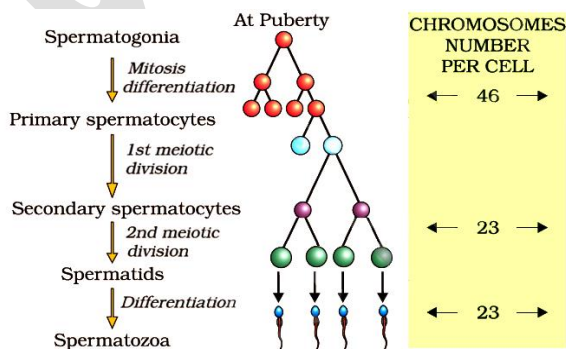 At Puberty
Spermatogonia
Mitosis
differentiation
Primary spermatocytes
1st meiotic
division
Secondary spermatocytes
2nd meiotic
division
Spermatids
Differentiation
Spermatozoa
CHROMOSOMES
NUMBER
PER CELL
46
23
23